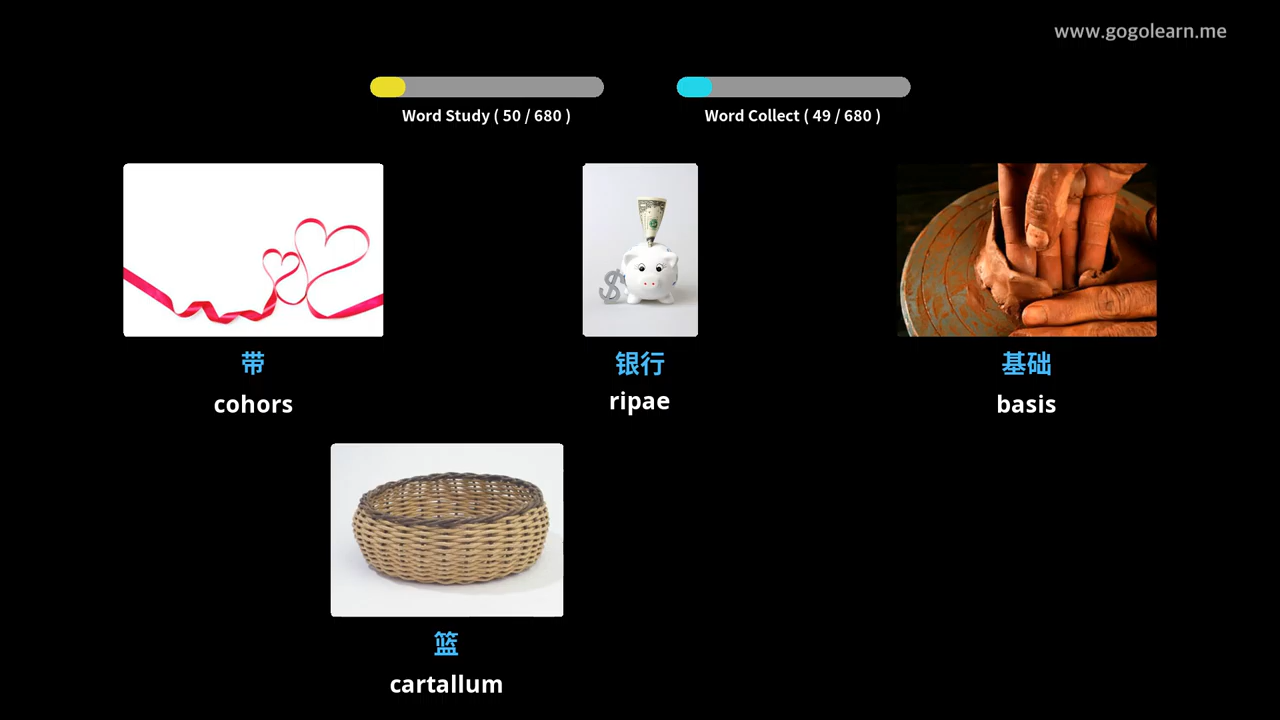 www.gogolearn.me
Word Study ( 50 / 680 )
Word Collect ( 49 / 680 )
带
cohors
银行
ripae
基础
basis
篮
cartallum